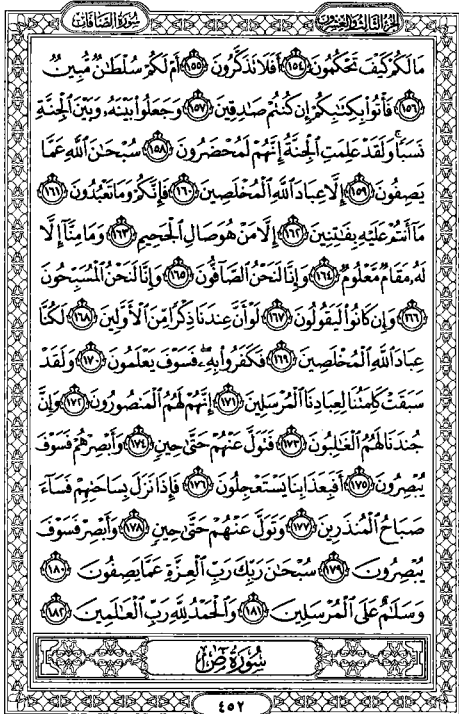 الجزء الثالث والعشرون
سورة الصافات
مَا لَكُمْ كَيْفَ تَحْكُمُونَ ١٥٤ أَفَلَا تَذَكَّرُونَ ١٥٥ أَمْ لَكُمْ سُلْطَانٌ مُّبِينٌ
١٥٦ فَأْتُوا بِكِتَابِكُمْ إِن كُنتُمْ صَادِقِينَ ١٥٧ وَجَعَلُوا بَيْنَهُ وَبَيْنَ الْجِنَّةِ
نَسَبًا وَلَقَدْ عَلِمَتِ الْجِنَّةُ إِنَّهُمْ لَمُحْضَرُونَ ١٥٨ سُبْحَانَ اللَّهِ عَمَّا
يَصِفُونَ ١٥٩ إِلَّا عِبَادَ اللَّهِ الْمُخْلَصِينَ ١٦٠ فَإِنَّكُمْ وَمَا تَعْبُدُونَ ١٦١
مَا أَنتُمْ عَلَيْهِ بِفَاتِنِينَ ١٦٢ إِلَّا مَنْ هُوَ صَالِ الْجَحِيمِ ١٦٣ وَمَا مِنَّا إِلَّا
لَهُ مَقَامٌ مَّعْلُومٌ ١٦٤ وَإِنَّا لَنَحْنُ الصَّافُّونَ ١٦٥ وَإِنَّا لَنَحْنُ الْمُسَبِّحُونَ
١٦٦ وَإِن كَانُوا لَيَقُولُونَ ١٦٧ لَوْ أَنَّ عِندَنَا ذِكْرًا مِّنَ الْأَوَّلِينَ ١٦٨ لَكُنَّا
عِبَادَ اللَّهِ الْمُخْلَصِينَ ١٦٩ فَكَفَرُوا بِهِ فَسَوْفَ يَعْلَمُونَ ١٧٠ وَلَقَدْ
سَبَقَتْ كَلِمَتُنَا لِعِبَادِنَا الْمُرْسَلِينَ ١٧١ إِنَّهُمْ لَهُمُ الْمَنصُورُونَ ١٧٢ وَإِنَّ
جُندَنَا لَهُمُ الْغَالِبُونَ ١٧٣ فَتَوَلَّ عَنْهُمْ حَتَّى حِينٍ ١٧٤ وَأَبْصِرْهُمْ فَسَوْفَ
يُبْصِرُونَ ١٧٥ أَفَبِعَذَابِنَا يَسْتَعْجِلُونَ ١٧٦ فَإِذَا نَزَلَ بِسَاحَتِهِمْ فَسَاءَ
صَبَاحُ الْمُنذَرِينَ ١٧٧ وَتَوَلَّ عَنْهُمْ حَتَّى حِينٍ ١٧٨ وَأَبْصِرْ فَسَوْفَ
يُبْصِرُونَ ١٧٩ سُبْحَانَ رَبِّكَ رَبِّ الْعِزَّةِ عَمَّا يَصِفُونَ ١٨٠
وَسَلَامٌ عَلَى الْمُرْسَلِينَ ١٨١ وَالْحَمْدُ لِلَّهِ رَبِّ الْعَالَمِينَ ١٨٢
سُورَةُ ص
٤٥٢